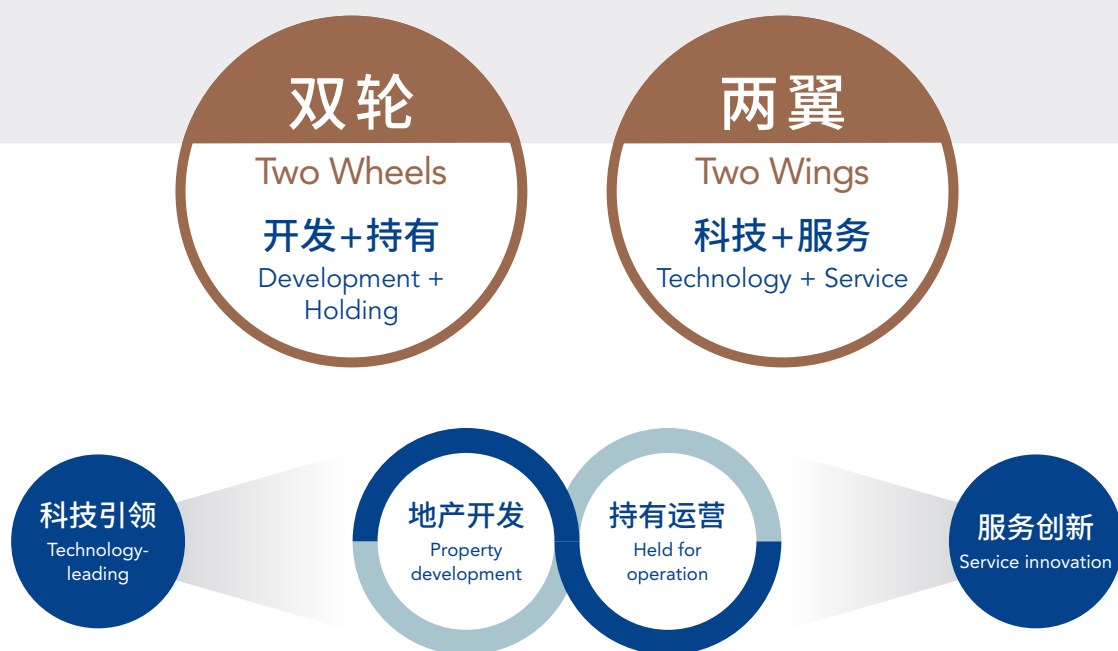 双轮
Two Wheels
开发+持有
Development +
Holding
两翼
Two Wings
科技+服务
Technology + Service
科技引领
Technology-
leading
地产开发
Property
development
持有运营
Held for
operation
服务创新
Service innovation